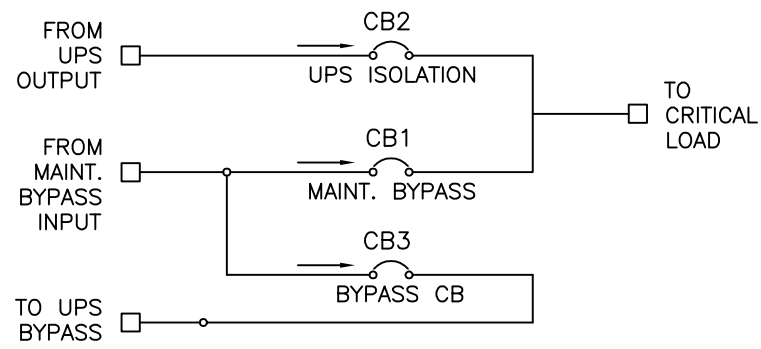 FROM
UPS
OUTPUT
CB2
UPS ISOLATION
TO
CRITICAL
LOAD
FROM
MAINT.
BYPASS
INPUT
CB1
MAINT. BYPASS
CB3
BYPASS CB
TO UPS
BYPASS